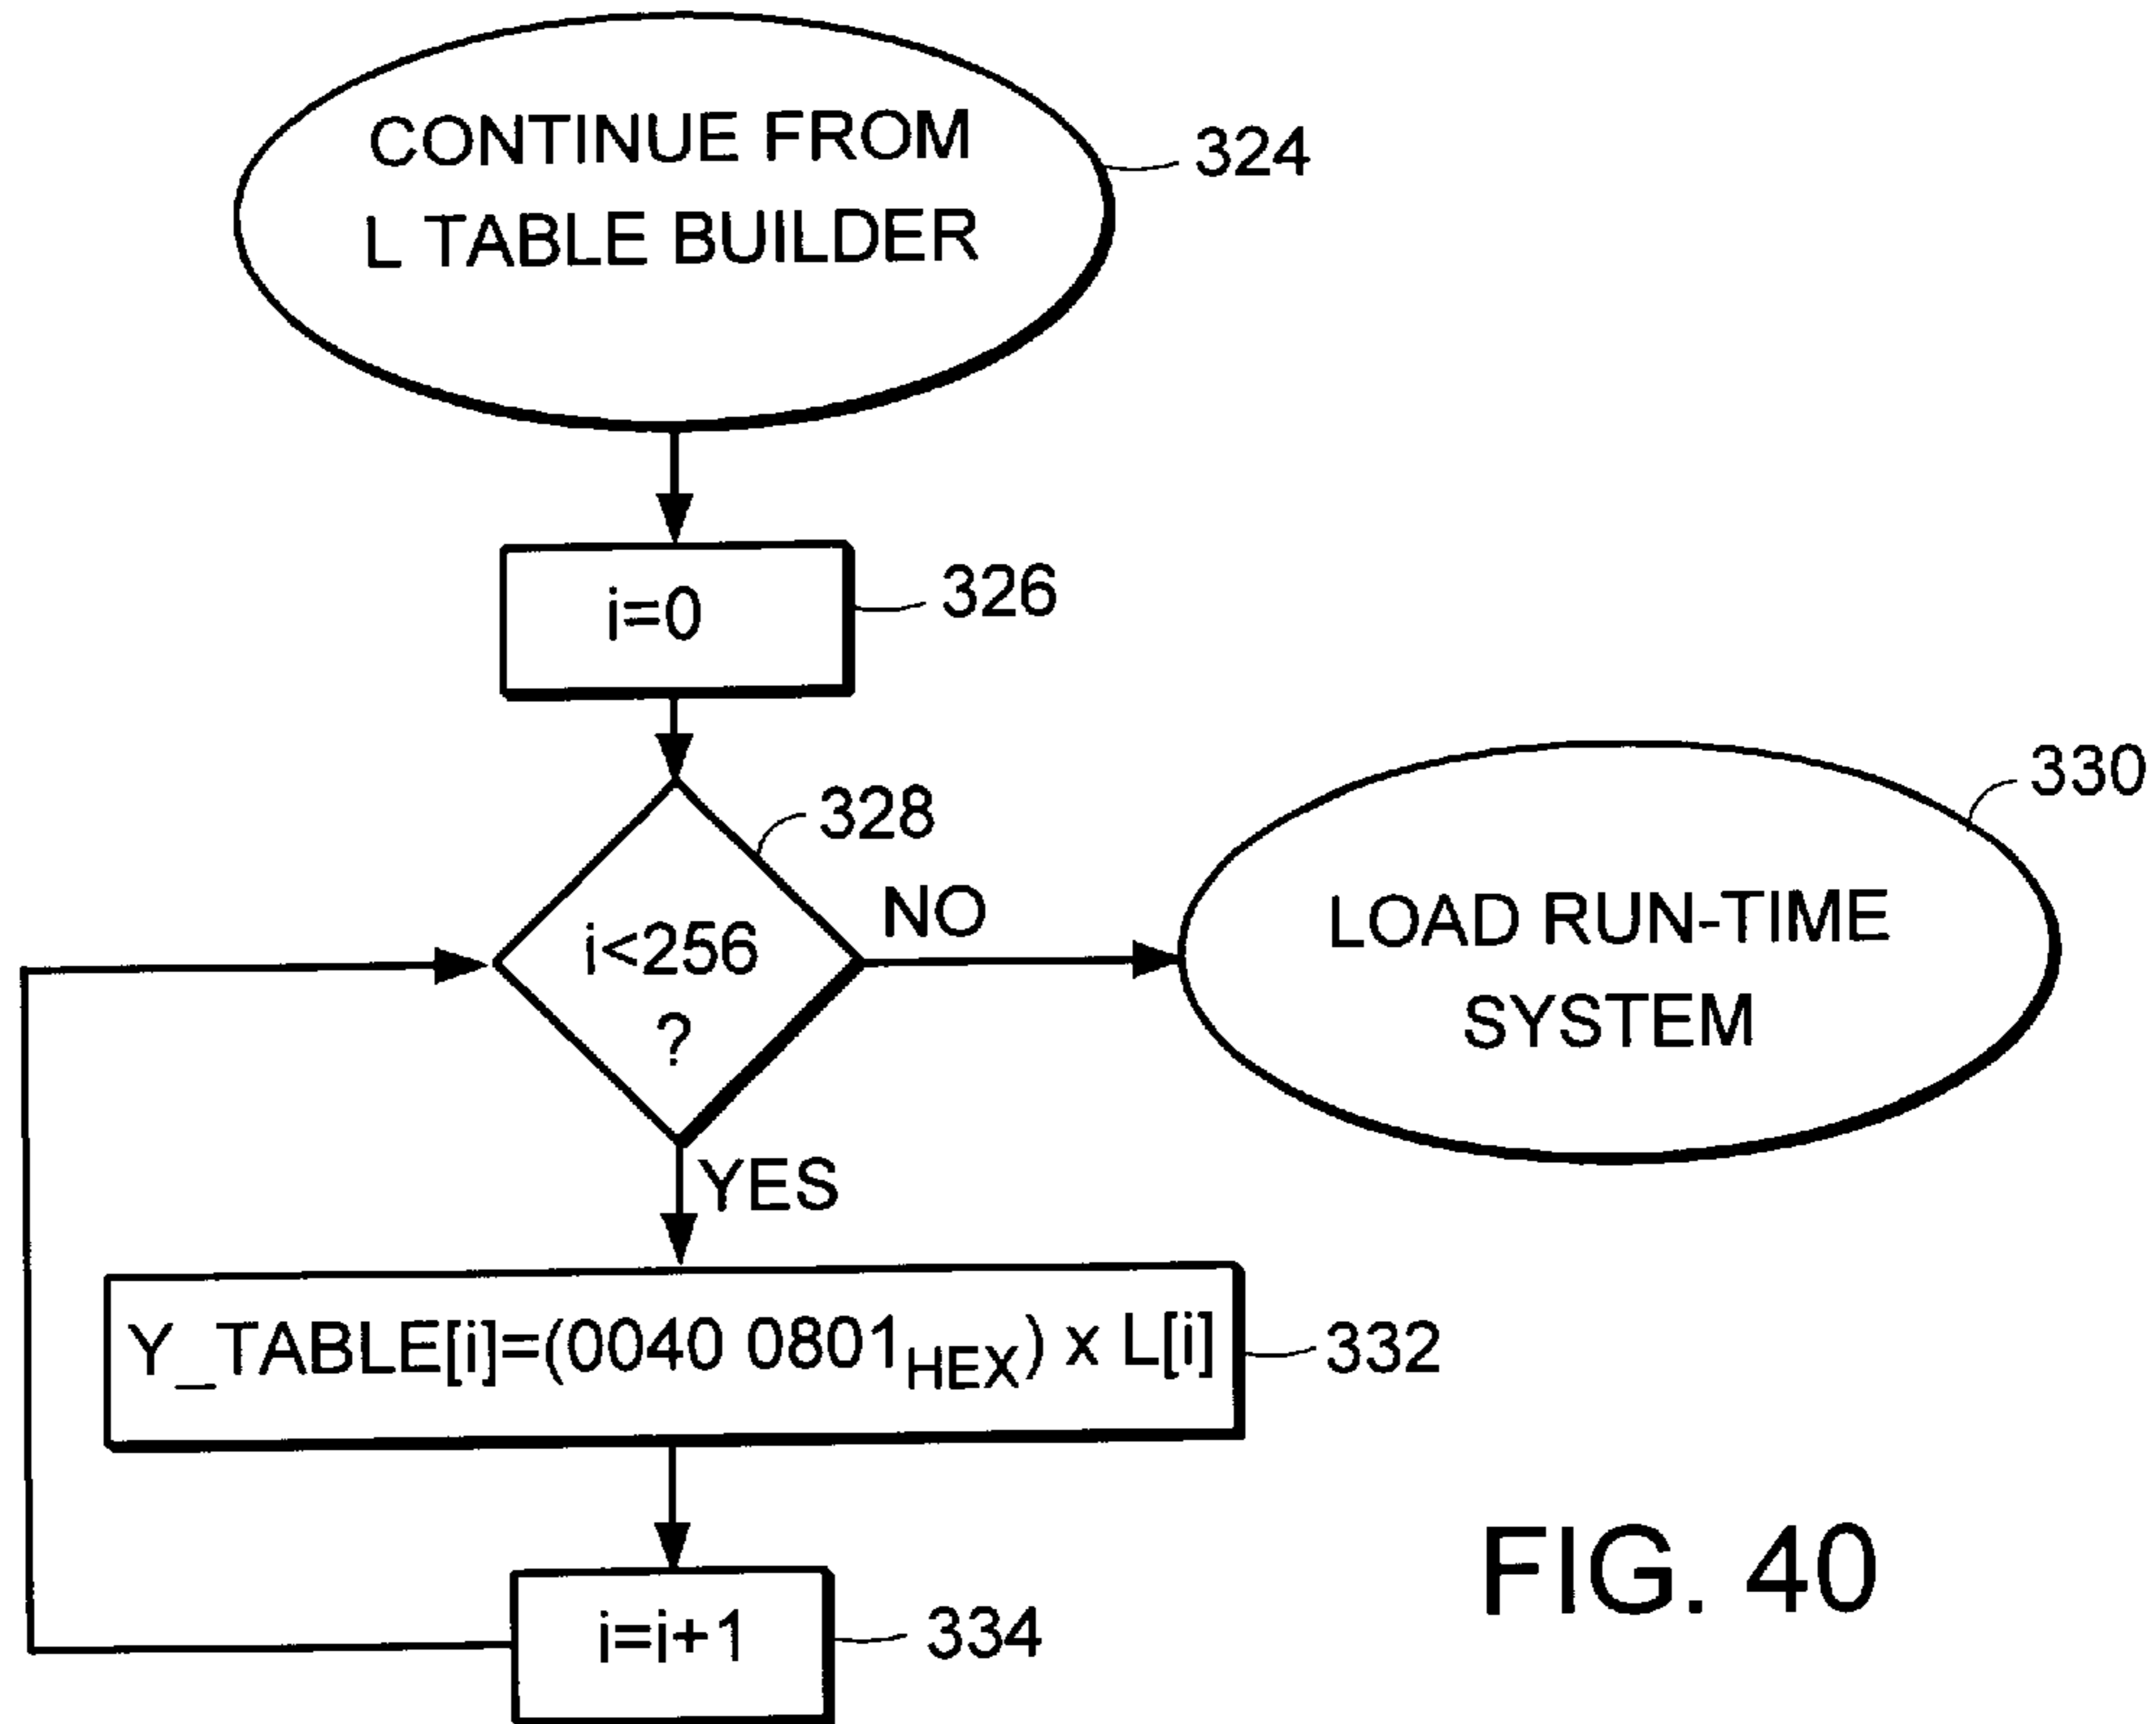 CONTINUE FROM
L TABLE BUILDER
324
i=0
326
328
i<256
?
NO
330
LOAD RUN-TIME
SYSTEM
YES
Y_TABLE[i]=(0040 0801HEX) x L[i]
332
i=i+1
334
FIG. 40